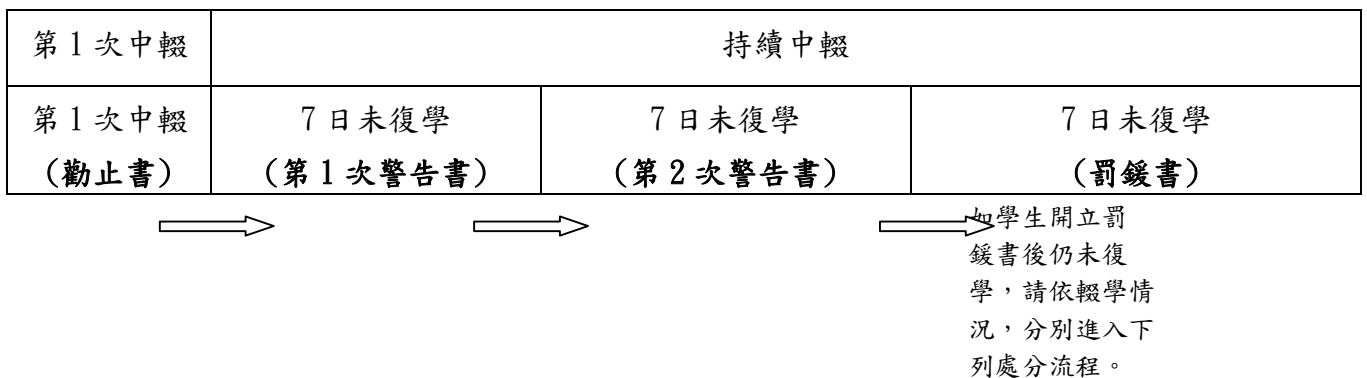 第1次中輟
持續中輟
第1次中輟
(勸止書)
7日未復學
(第1次警告書)
7日未復學
(第2次警告書)
7日未復學
(罰鍰書)
如學生開立罰
鍰書後仍未復
學,請依輟學情
況,分別進入下
列處分流程。